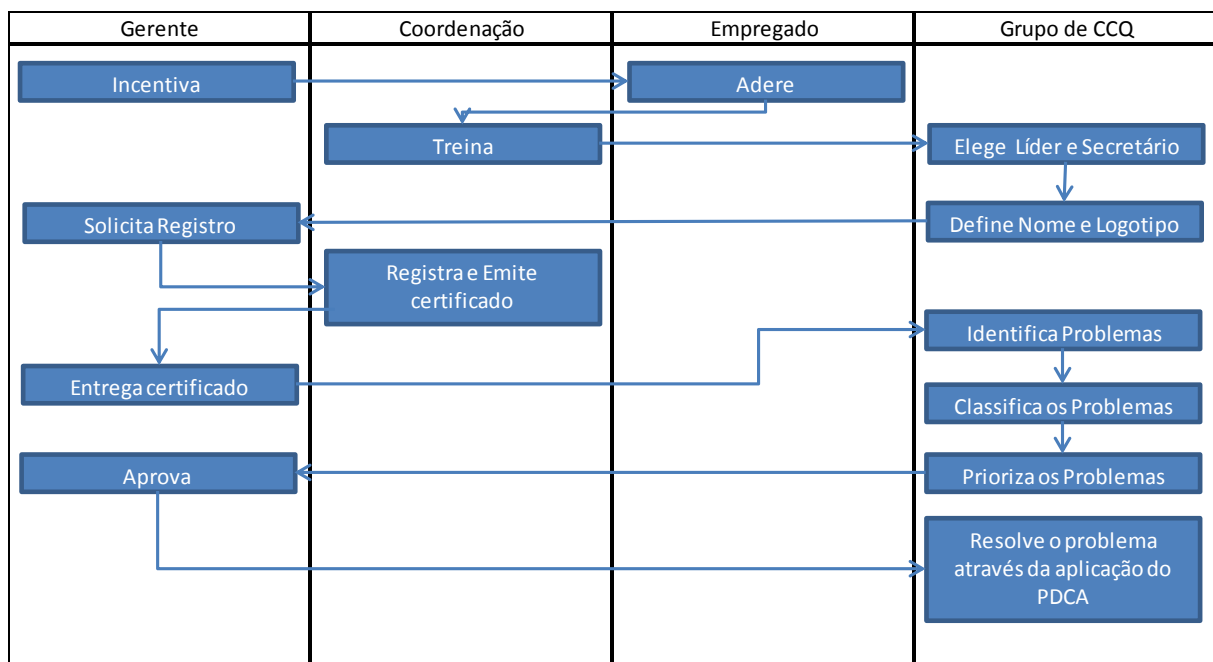 Gerente
Coordenação
Empregado
Grupo de CCQ
Incentiva
Adere
Treina
Elege Líder e Secretário
Solicita Registro
Define Nome e Logotipo
Registra e Emite
certificado
Identifica Problemas
Entrega certificado
Classifica os Problemas
Aprova
Prioriza os Problemas
Resolve o problema
através da aplicação do
PDCA